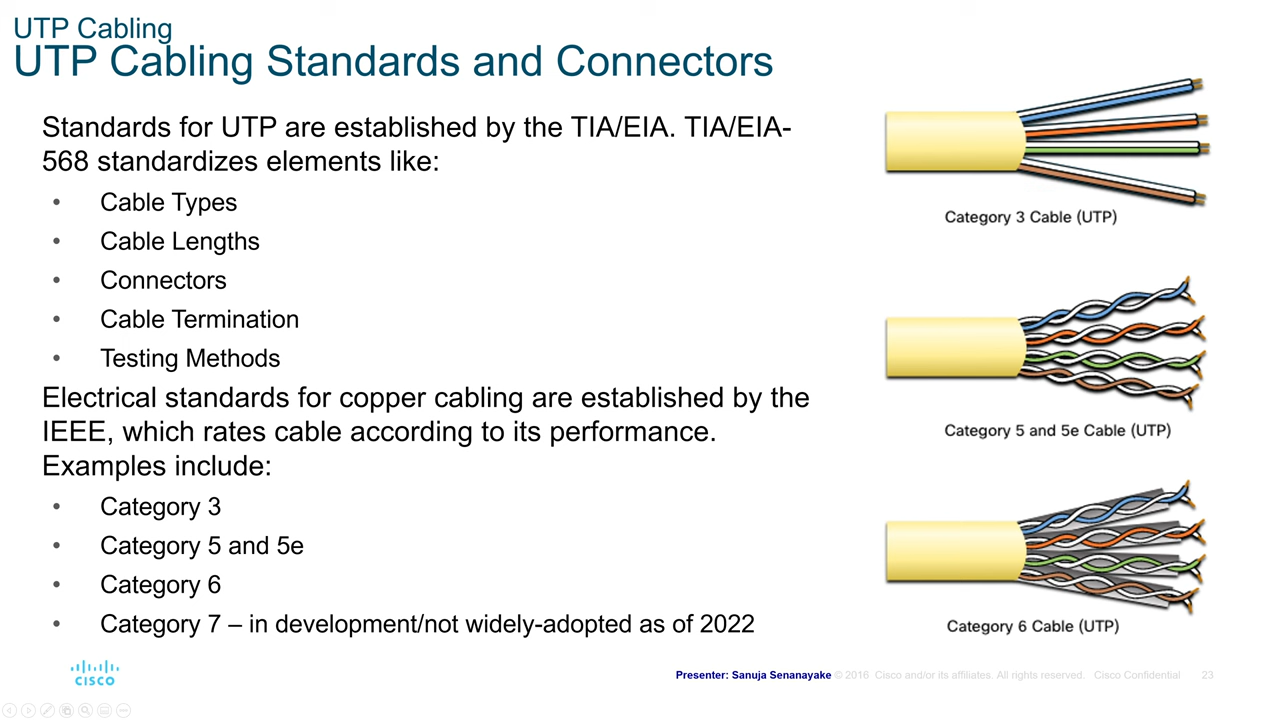 UTP Cabling
UTP Cabling Standards and Connectors
Standards for UTP are established by the TIA/EIA. TIA/EIA-
568 standardizes elements like:
• Cable Types
• Cable Lengths
• Connectors
• Cable Termination
• Testing Methods
Electrical standards for copper cabling are established by the
IEEE, which rates cable according to its performance.
Examples include:
• Category 3
• Category 5 and 5e
• Category 6
• Category 7 – in development/not widely-adopted as of 2022
Category 3 Cable (UTP)
Category 5 and 5e Cable (UTP)
Category 6 Cable (UTP)
CISCO
Presenter: Sanuja Senanayake © 2016 Cisco and/or its affiliates. All rights reserved. Cisco Confidential 23